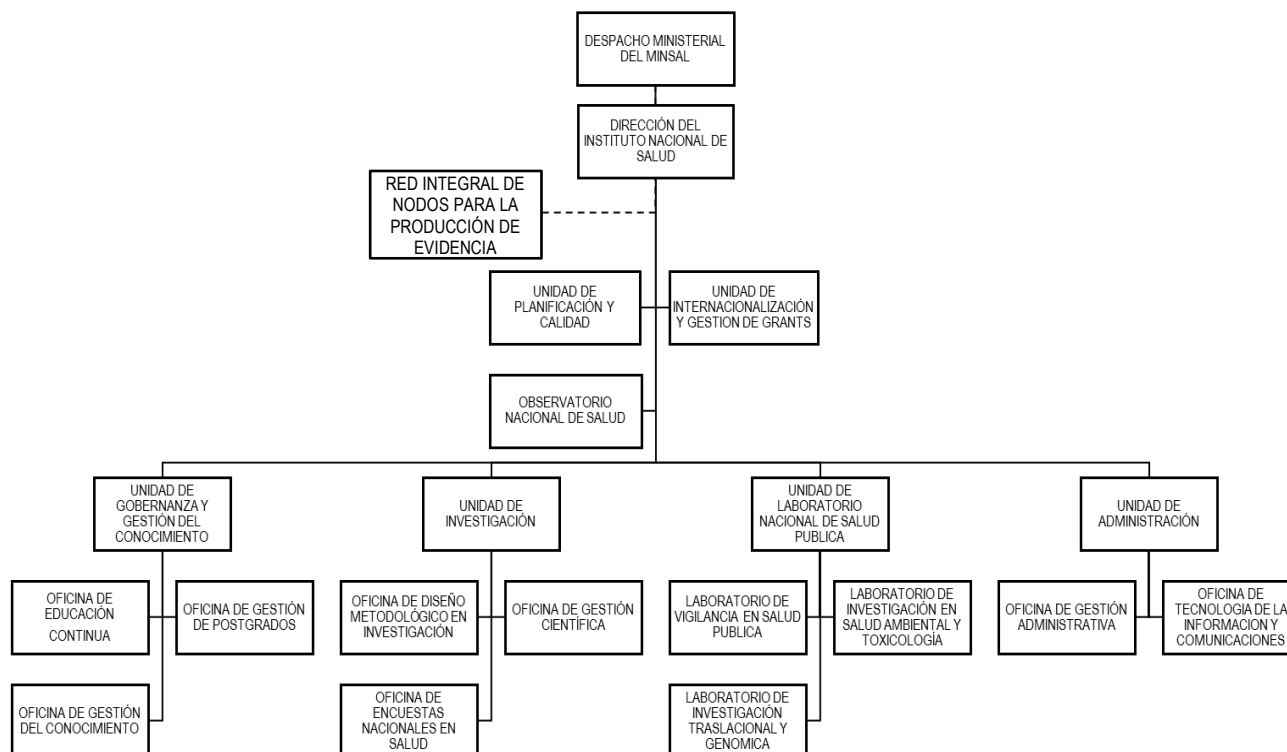 DESPACHO MINISTERIAL
DEL MINSAL
DIRECCIÓN DEL
INSTITUTO NACIONAL DE
SALUD
RED INTEGRAL DE
NODOS PARA LA
PRODUCCIÓN DE
EVIDENCIA
UNIDAD DE
PLANIFICACIÓN Y
CALIDAD
UNIDAD DE
INTERNACIONALIZACIÓN
Y GESTION DE GRANTS
OBSERVATORIO
NACIONAL DE SALUD
UNIDAD DE
GOBERNANZA Y
GESTIÓN DEL
CONOCIMIENTO
UNIDAD DE
INVESTIGACIÓN
UNIDAD DE
LABORATORIO
NACIONAL DE SALUD
PUBLICA
UNIDAD DE
ADMINISTRACIÓN
OFICINA DE
EDUCACIÓN
CONTINUA
OFICINA DE GESTIÓN
DE POSTGRADOS
OFICINA DE DISEÑO
METODOLÓGICO EN
INVESTIGACIÓN
OFICINA DE GESTIÓN
CIENTÍFICA
LABORATORIO DE
VIGILANCIA EN SALUD
PUBLICA
LABORATORIO DE
INVESTIGACIÓN EN
SALUD AMBIENTAL Y
TOXICOLOGÍA
OFICINA DE GESTIÓN
ADMINISTRATIVA
OFICINA DE
TECNOLOGIA DE LA
INFORMACION Y
COMUNICACIONES
OFICINA DE GESTIÓN
DEL CONOCIMIENTO
OFICINA DE
ENCUESTAS
NACIONALES EN
SALUD
LABORATORIO DE
INVESTIGACIÓN
TRASLACIONAL Y
GENOMICA